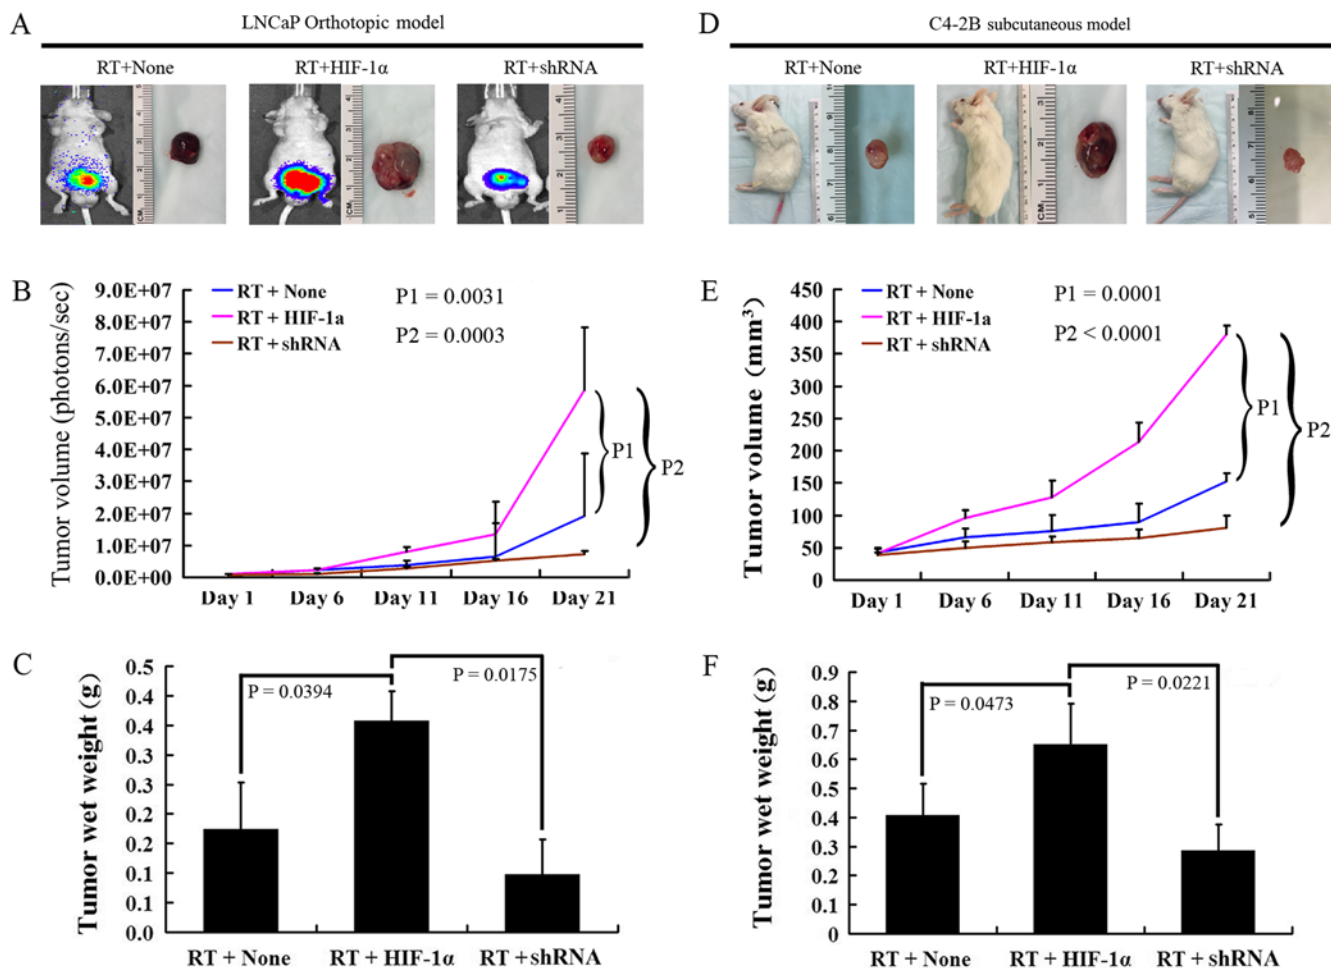 A
LNCaP Orthotopic model
RT+None
RT+HIF-1α
RT+shRNA
D
C4-2B subcutaneous model
RT+None
RT+HIF-1α
RT+shRNA
B
Tumor volume (photons/sec)
9.0E+07
8.0E+07
7.0E+07
6.0E+07
5.0E+07
4.0E+07
3.0E+07
2.0E+07
1.0E+07
0.0E+00
RT + None
RT + HIF-1a
RT + shRNA
P1 = 0.0031
P2 = 0.0003
P1
P2
Day 1
Day 6
Day 11
Day 16
Day 21
E
Tumor volume (mm³)
450
400
350
300
250
200
150
100
50
0
RT + None
RT + HIF-1a
RT + shRNA
P1 = 0.0001
P2 < 0.0001
P1
P2
Day 1
Day 6
Day 11
Day 16
Day 21
C
Tumor wet weight (g)
0.5
0.4
0.4
0.3
0.3
0.2
0.2
0.1
0.1
0.0
P = 0.0394
P = 0.0175
RT + None
RT + HIF-1α
RT + shRNA
F
Tumor wet weight (g)
0.9
0.8
0.7
0.6
0.5
0.4
0.3
0.2
0.1
0
P = 0.0473
P = 0.0221
RT + None
RT + HIF-1α
RT + shRNA